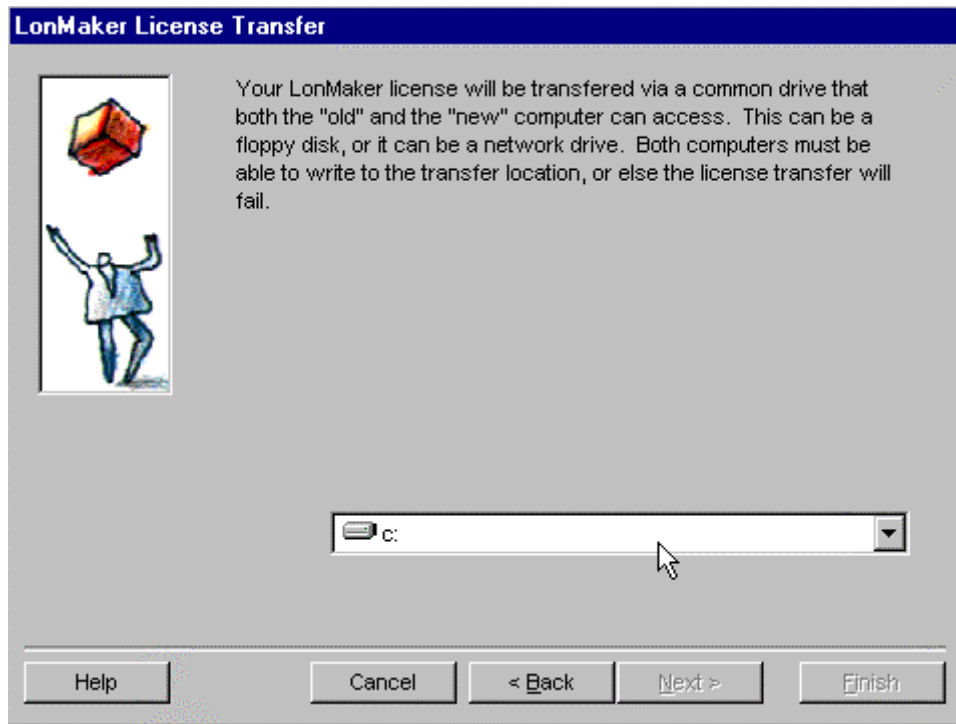 LonMaker License Transfer
Your LonMaker license will be transfered via a common drive that
both the "old" and the "new" computer can access.  This can be a
floppy disk, or it can be a network drive.  Both computers must be
able to write to the transfer location, or else the license transfer will
fail.
c:
Help
Cancel
< Back
Next >
Finish